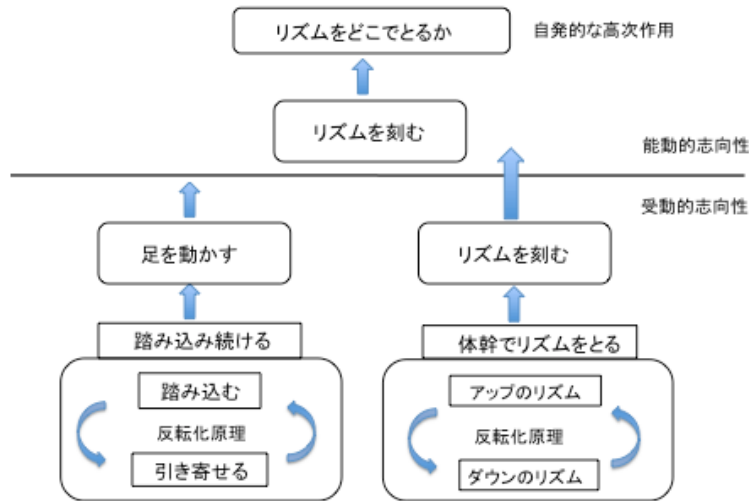 リズムをどこでとるか
自発的な高次作用
リズムを刻む
能動的志向性
受動的志向性
足を動かす
リズムを刻む
踏み込み続ける
体幹でリズムをとる
踏み込む
アップのリズム
反転化原理
反転化原理
引き寄せる
ダウンのリズム